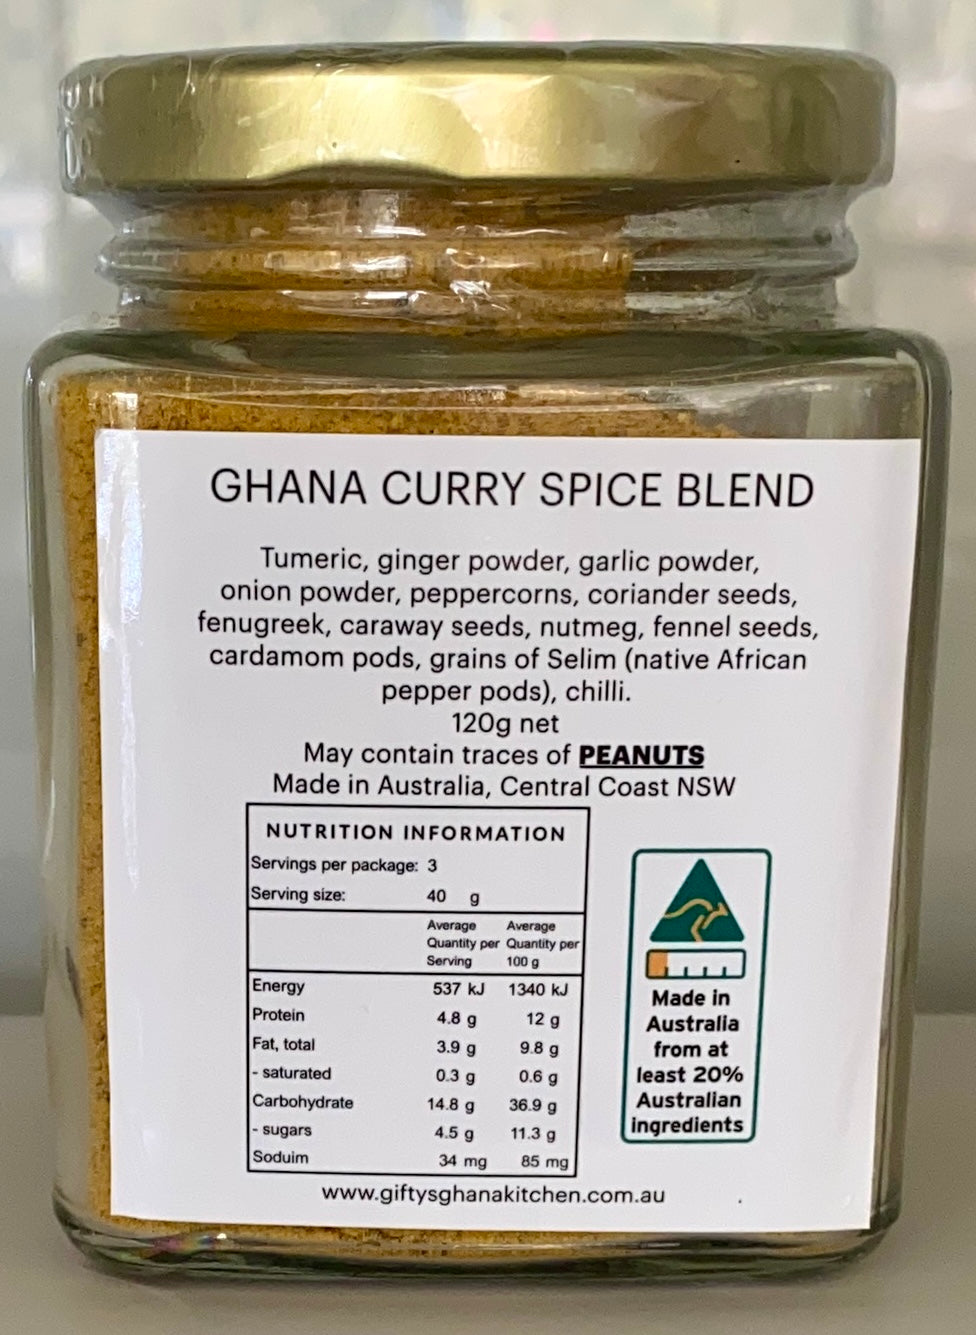 GHANA CURRY SPICE BLEND
Tumeric, ginger powder, garlic powder,
onion powder, peppercorns, coriander seeds,
fenugreek, caraway seeds, nutmeg, fennel seeds,
cardamom pods, grains of Selim (native African
pepper pods), chilli.
120g net
May contain traces of PEANUTS
Made in Australia, Central Coast NSW
NUTRITION INFORMATION
Servings per package: 3
Serving size: 40 g
Average Average
Quantity per Quantity per
Serving 100 g
Energy 537 kJ 1340 kJ
Protein 4.8 g 12 g
Fat, total 3.9 g 9.8 g
- saturated 0.3 g 0.6 g
Carbohydrate 14.8 g 36.9 g
- sugars 4.5 g 11.3 g
Soduim 34 mg 85 mg
Made in
Australia
from at
least 20%
Australian
ingredients
www.giftysghanakitchen.com.au